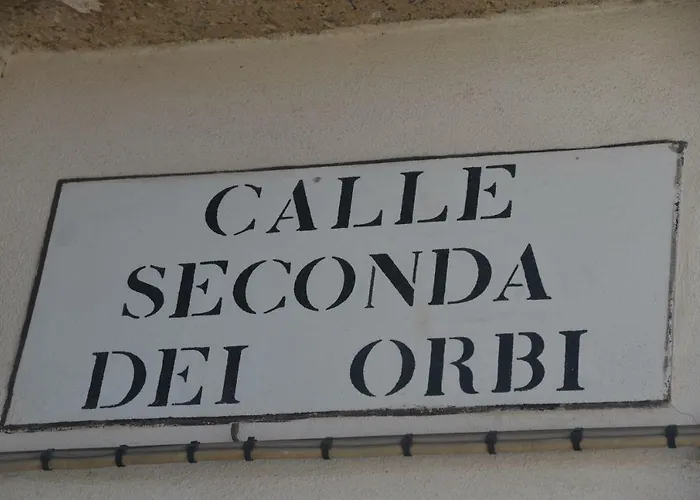 CALLE
SECONDA
DEI ORBI